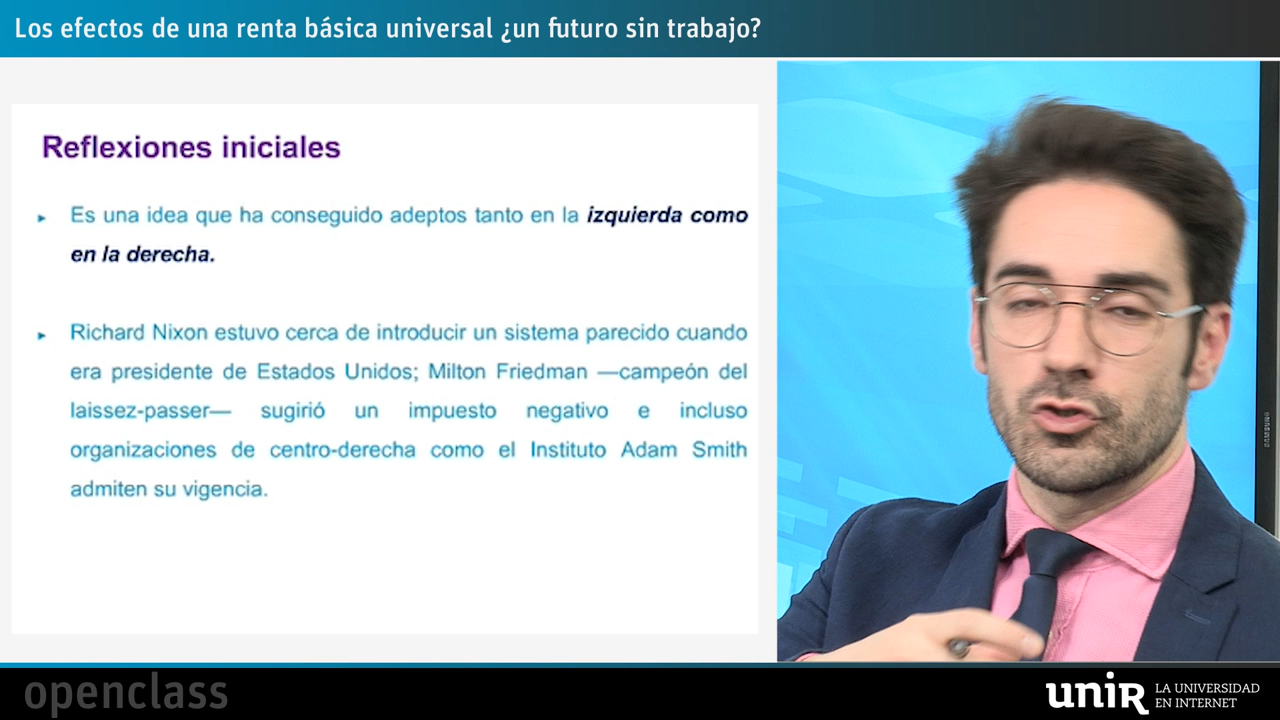 Los efectos de una renta básica universal ¿un futuro sin trabajo?
Reflexiones iniciales
Es una idea que ha conseguido adeptos tanto en la izquierda como
en la derecha.
Richard Nixon estuvo cerca de introducir un sistema parecido cuando
era presidente de Estados Unidos; Milton Friedman —campeón del
laissez-passer— sugirió un impuesto negativo e incluso
organizaciones de centro-derecha como el Instituto Adam Smith
admiten su vigencia.
SAMSUNG
openclass
unir
LA UNIVERSIDAD
EN INTERNET